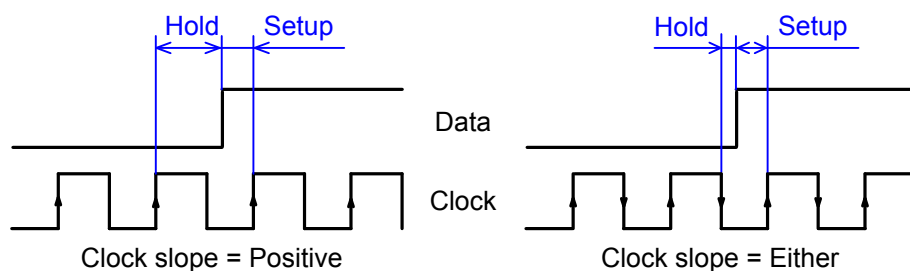 Hold Setup Hold Setup
Data
Clock
Clock slope = Positive Clock slope = Either